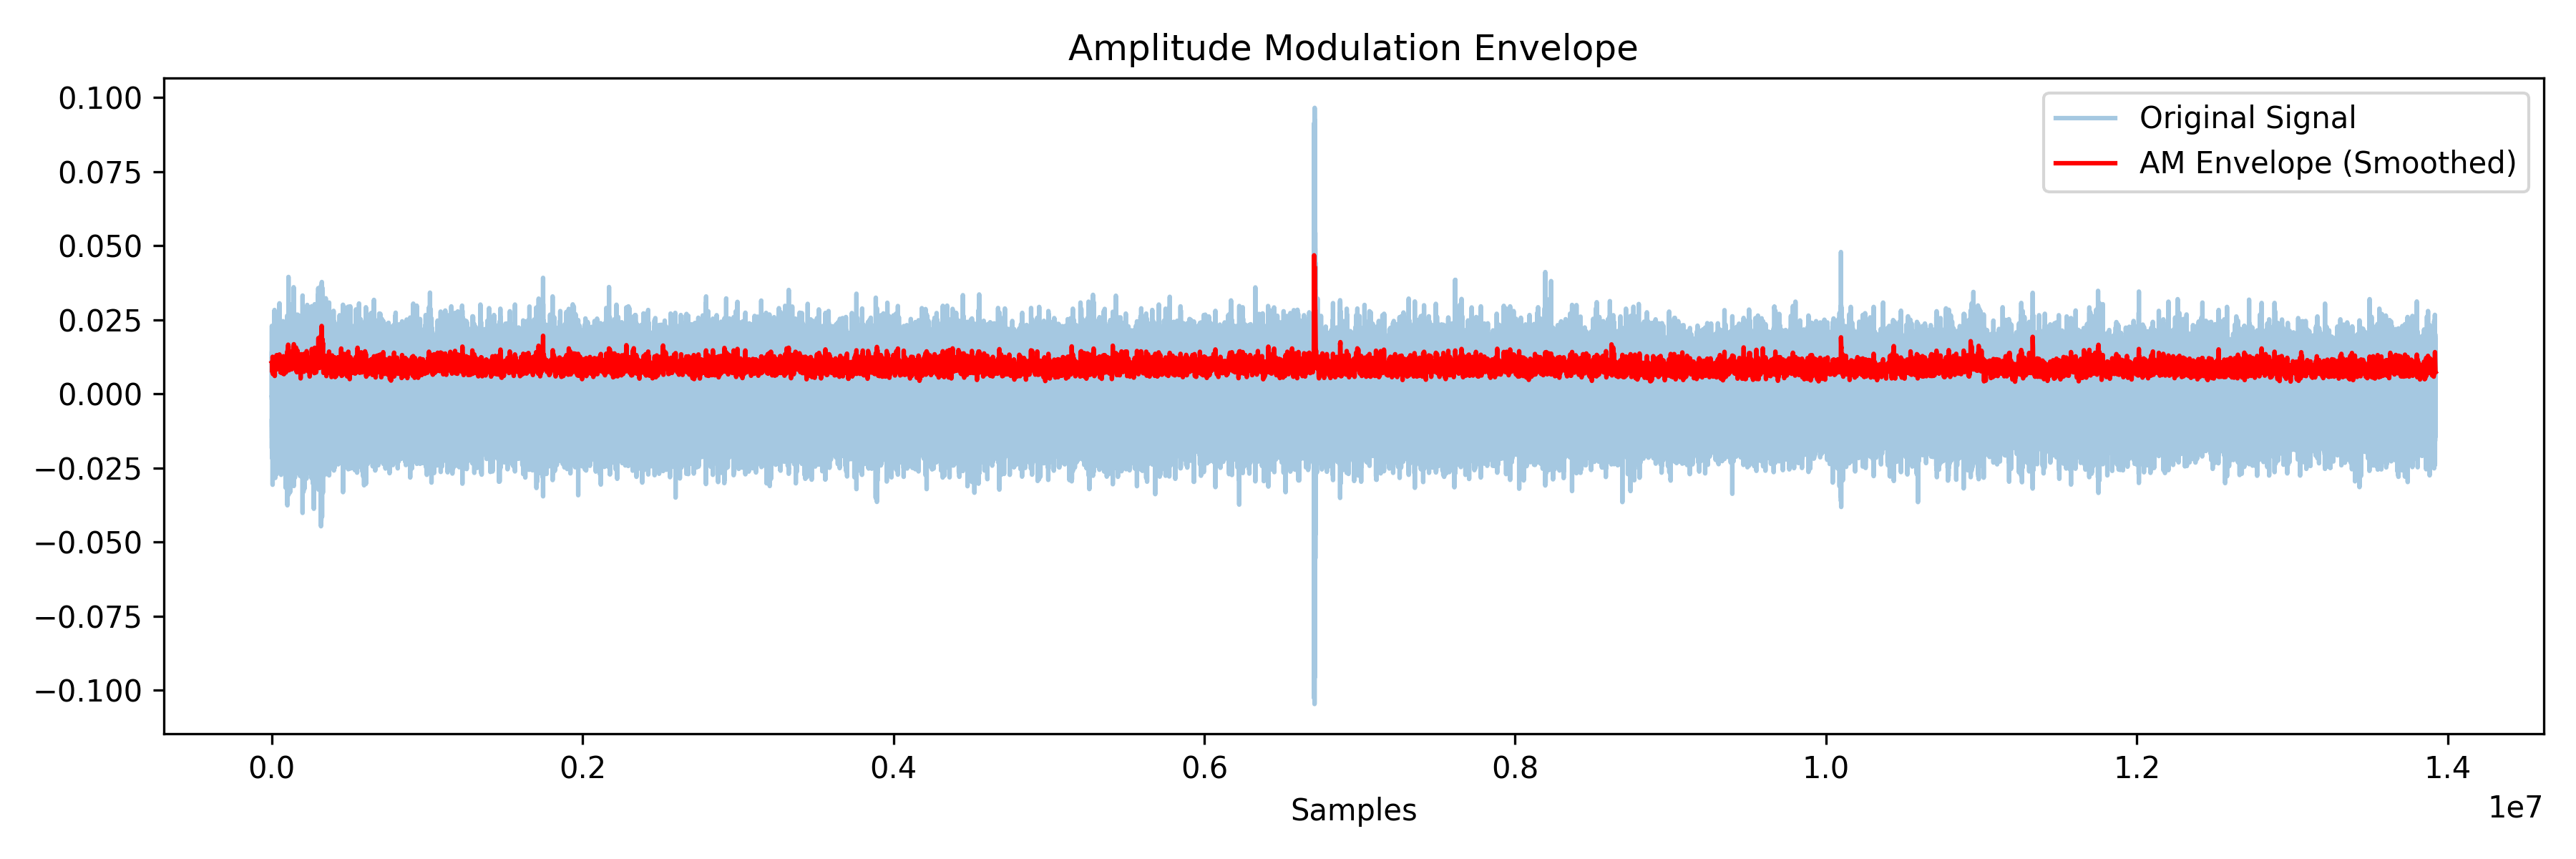 Amplitude Modulation Envelope
Original Signal
AM Envelope (Smoothed)
0.100
0.075
0.050
0.025
0.000
−0.025
−0.050
−0.075
−0.100
0.0 0.2 0.4 0.6 0.8 1.0 1.2 1.4
1e7
Samples